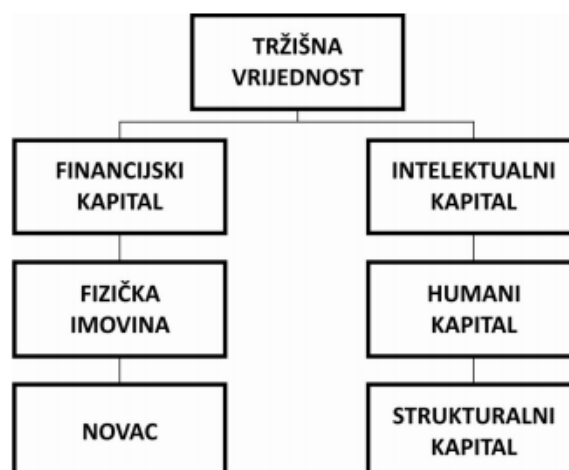 TRŽIŠNA
VRIJEDNOST
FINANCIJSKI
KAPITAL
INTELEKTUALNI
KAPITAL
FIZIČKA
IMOVINA
HUMANI
KAPITAL
NOVAC
STRUKTURALNI
KAPITAL